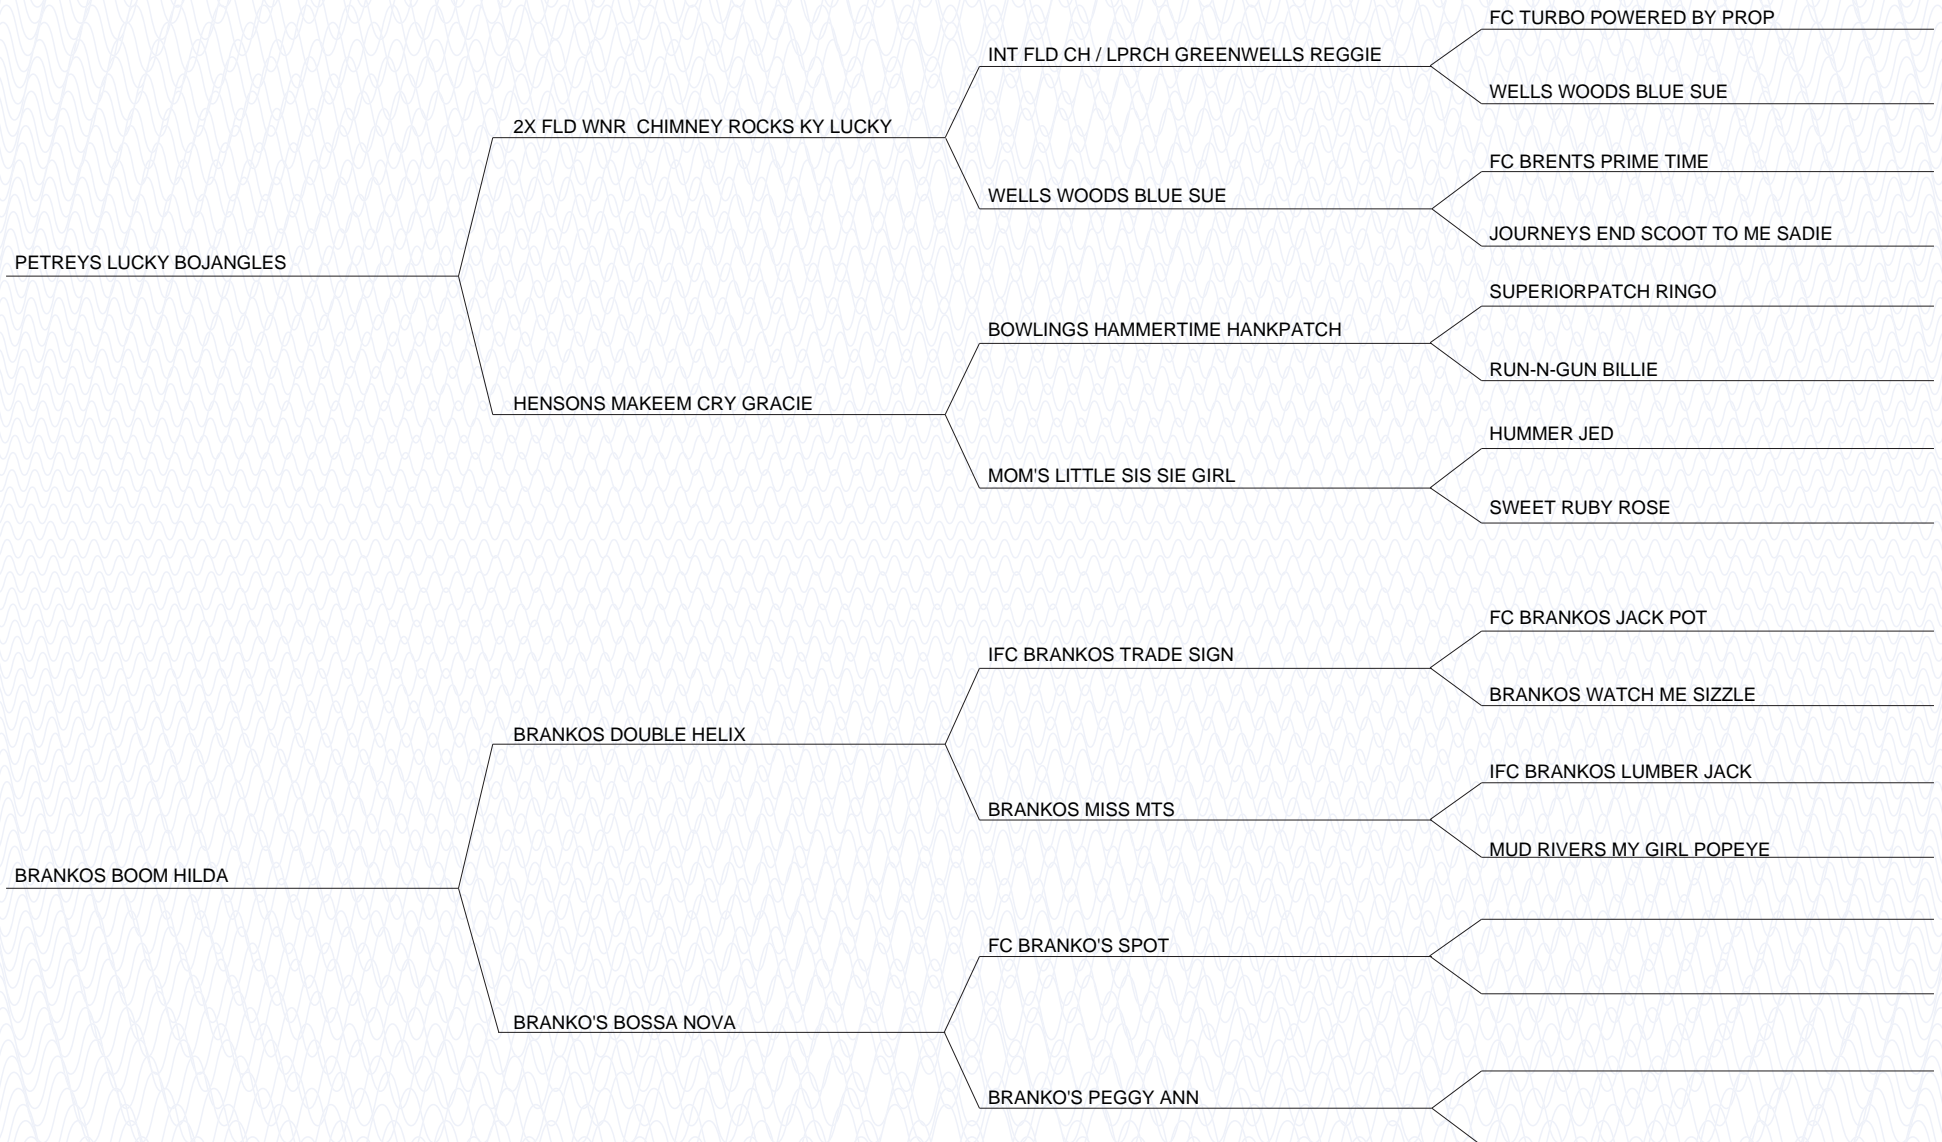 FC TURBO POWERED BY PROP
INT FLD CH / LPRCH GREENWELLS REGGIE
WELLS WOODS BLUE SUE
2X FLD WNR  CHIMNEY ROCKS KY LUCKY
FC BRENTS PRIME TIME
WELLS WOODS BLUE SUE
JOURNEYS END SCOOT TO ME SADIE
PETREYS LUCKY BOJANGLES
SUPERIORPATCH RINGO
BOWLINGS HAMMERTIME HANKPATCH
RUN-N-GUN BILLIE
HENSONS MAKEEM CRY GRACIE
HUMMER JED
MOM'S LITTLE SIS SIE GIRL
SWEET RUBY ROSE
FC BRANKOS JACK POT
IFC BRANKOS TRADE SIGN
BRANKOS WATCH ME SIZZLE
BRANKOS DOUBLE HELIX
IFC BRANKOS LUMBER JACK
BRANKOS MISS MTS
MUD RIVERS MY GIRL POPEYE
BRANKOS BOOM HILDA
FC BRANKO'S SPOT
BRANKO'S BOSSA NOVA
BRANKO'S PEGGY ANN